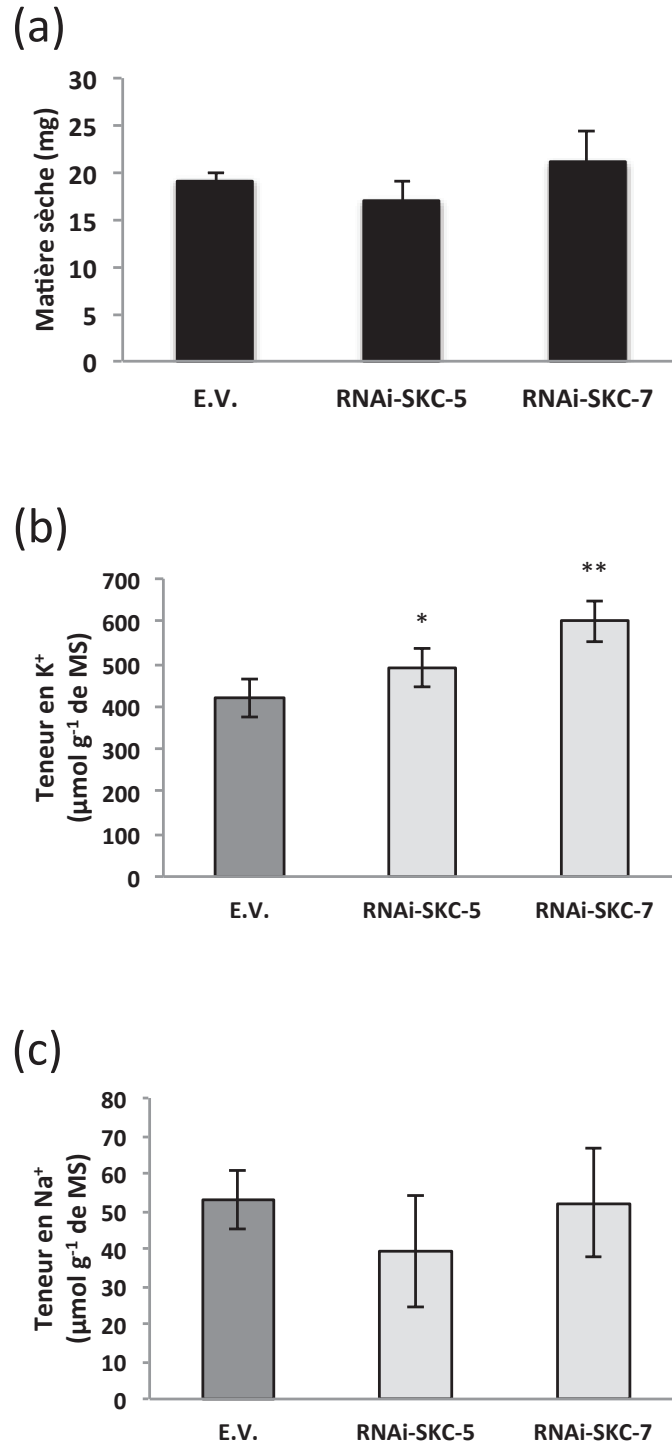 (a)
Matière sèche (mg)
30
25
20
15
10
5
0
E.V. RNAi-SKC-5 RNAi-SKC-7
(b)
Teneur en K⁺
(µmol g⁻¹ de MS)
700
600
500
400
300
200
100
0
* **
E.V. RNAi-SKC-5 RNAi-SKC-7
(c)
Teneur en Na⁺
(µmol g⁻¹ de MS)
80
70
60
50
40
30
20
10
0
E.V. RNAi-SKC-5 RNAi-SKC-7